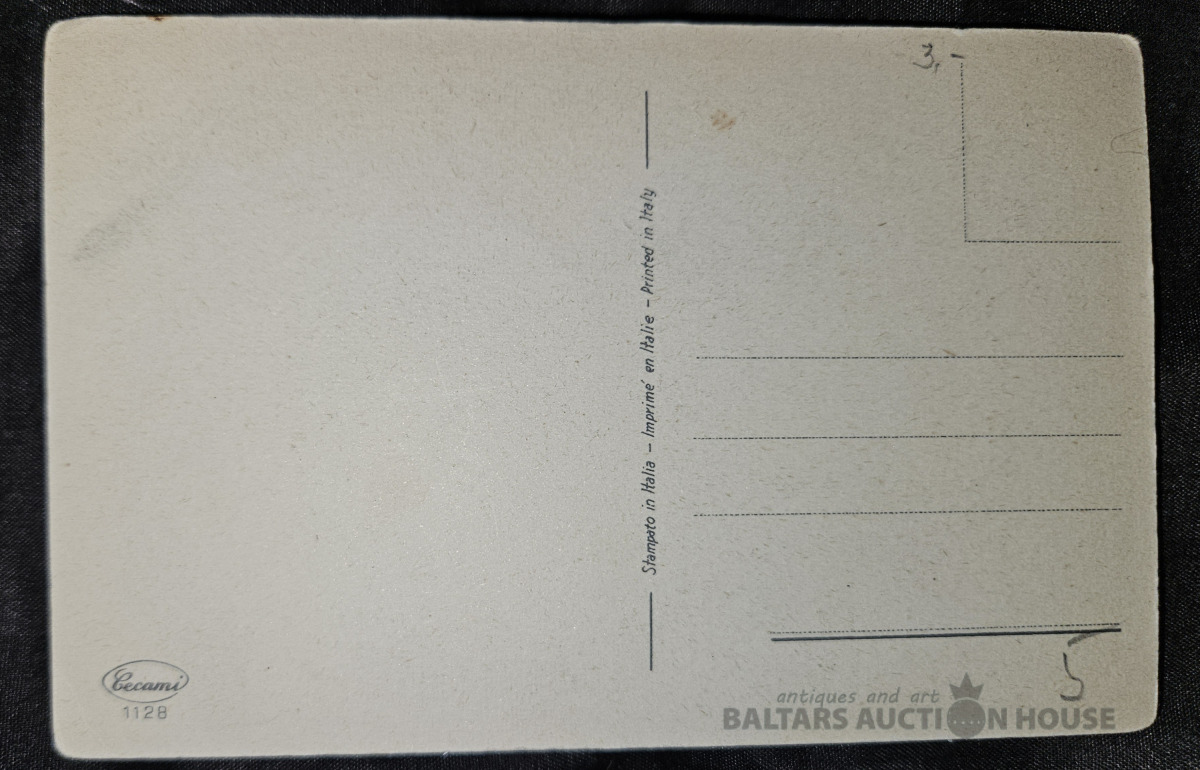 3,-
Stampato in Italia – Imprimé en Italie – Printed in Italy
Cecami
1128
5
antiques and art
BALTARS AUCTION HOUSE